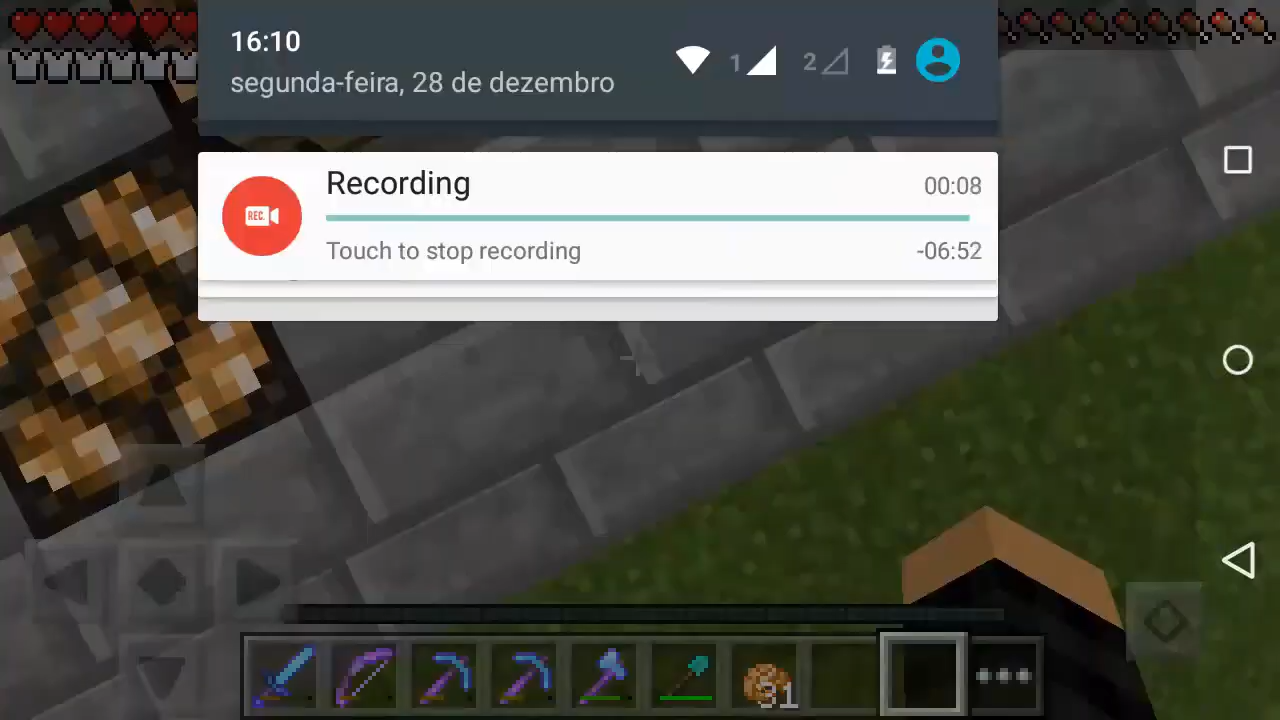 16:10
segunda-feira, 28 de dezembro
1
2
REC.
Recording
00:08
Touch to stop recording
-06:52
31